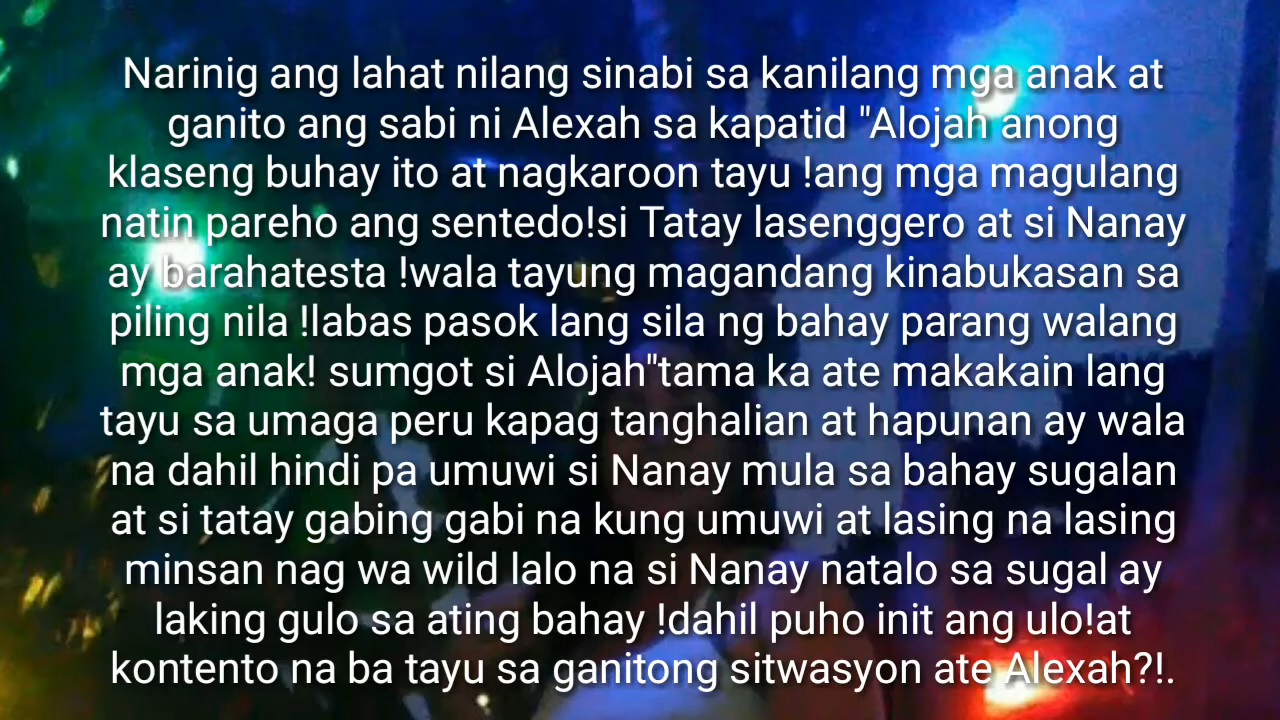 Narinig ang lahat nilang sinabi sa kanilang mga anak at
ganito ang sabi ni Alexah sa kapatid "Alojah anong
klaseng buhay ito at nagkaroon tayu !ang mga magulang
natin pareho ang sentedo!si Tatay lasenggero at si Nanay
ay barahatesta !wala tayung magandang kinabukasan sa
piling nila !labas pasok lang sila ng bahay parang walang
mga anak! sumgot si Alojah"tama ka ate makakain lang
tayu sa umaga peru kapag tanghalian at hapunan ay wala
na dahil hindi pa umuwi si Nanay mula sa bahay sugalan
at si tatay gabing gabi na kung umuwi at lasing na lasing
minsan nag wa wild lalo na si Nanay natalo sa sugal ay
laking gulo sa ating bahay !dahil puho init ang ulo!at
kontento na ba tayu sa ganitong sitwasyon ate Alexah?!.